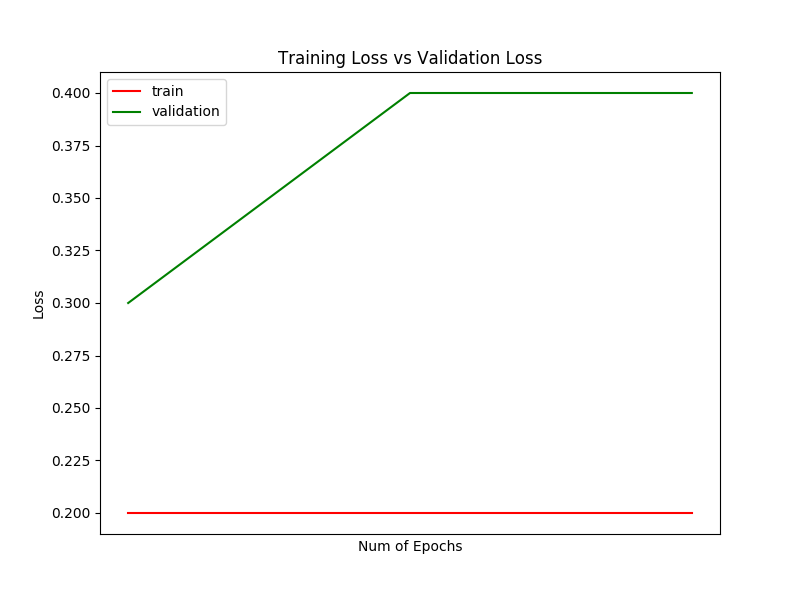 Training Loss vs Validation Loss
train
validation
0.400
0.375
0.350
0.325
0.300
0.275
0.250
0.225
0.200
Loss
Num of Epochs